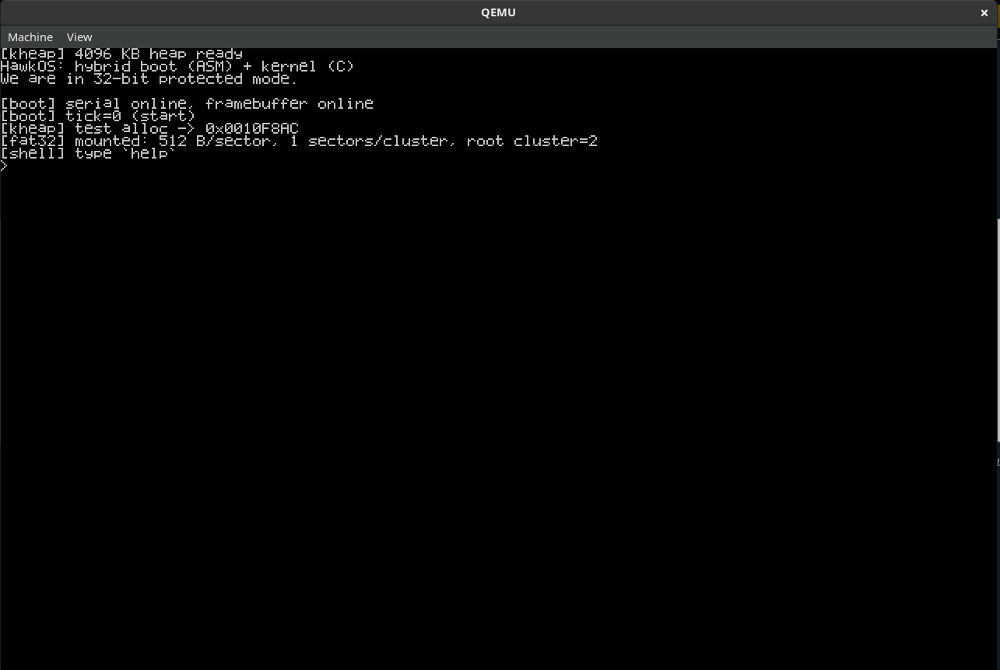 QEMU
Machine View
[kheap] 4096 KB heap ready
HawkOS: hybrid boot (ASM) + kernel (C)
We are in 32-bit protected mode.
[boot] serial online, framebuffer online
[boot] tick=0 (start)
[kheap] test alloc -> 0x0010F8AC
[fat32] mounted: 512 B/sector, 1 sectors/cluster, root cluster=2
[shell] type `help`
>